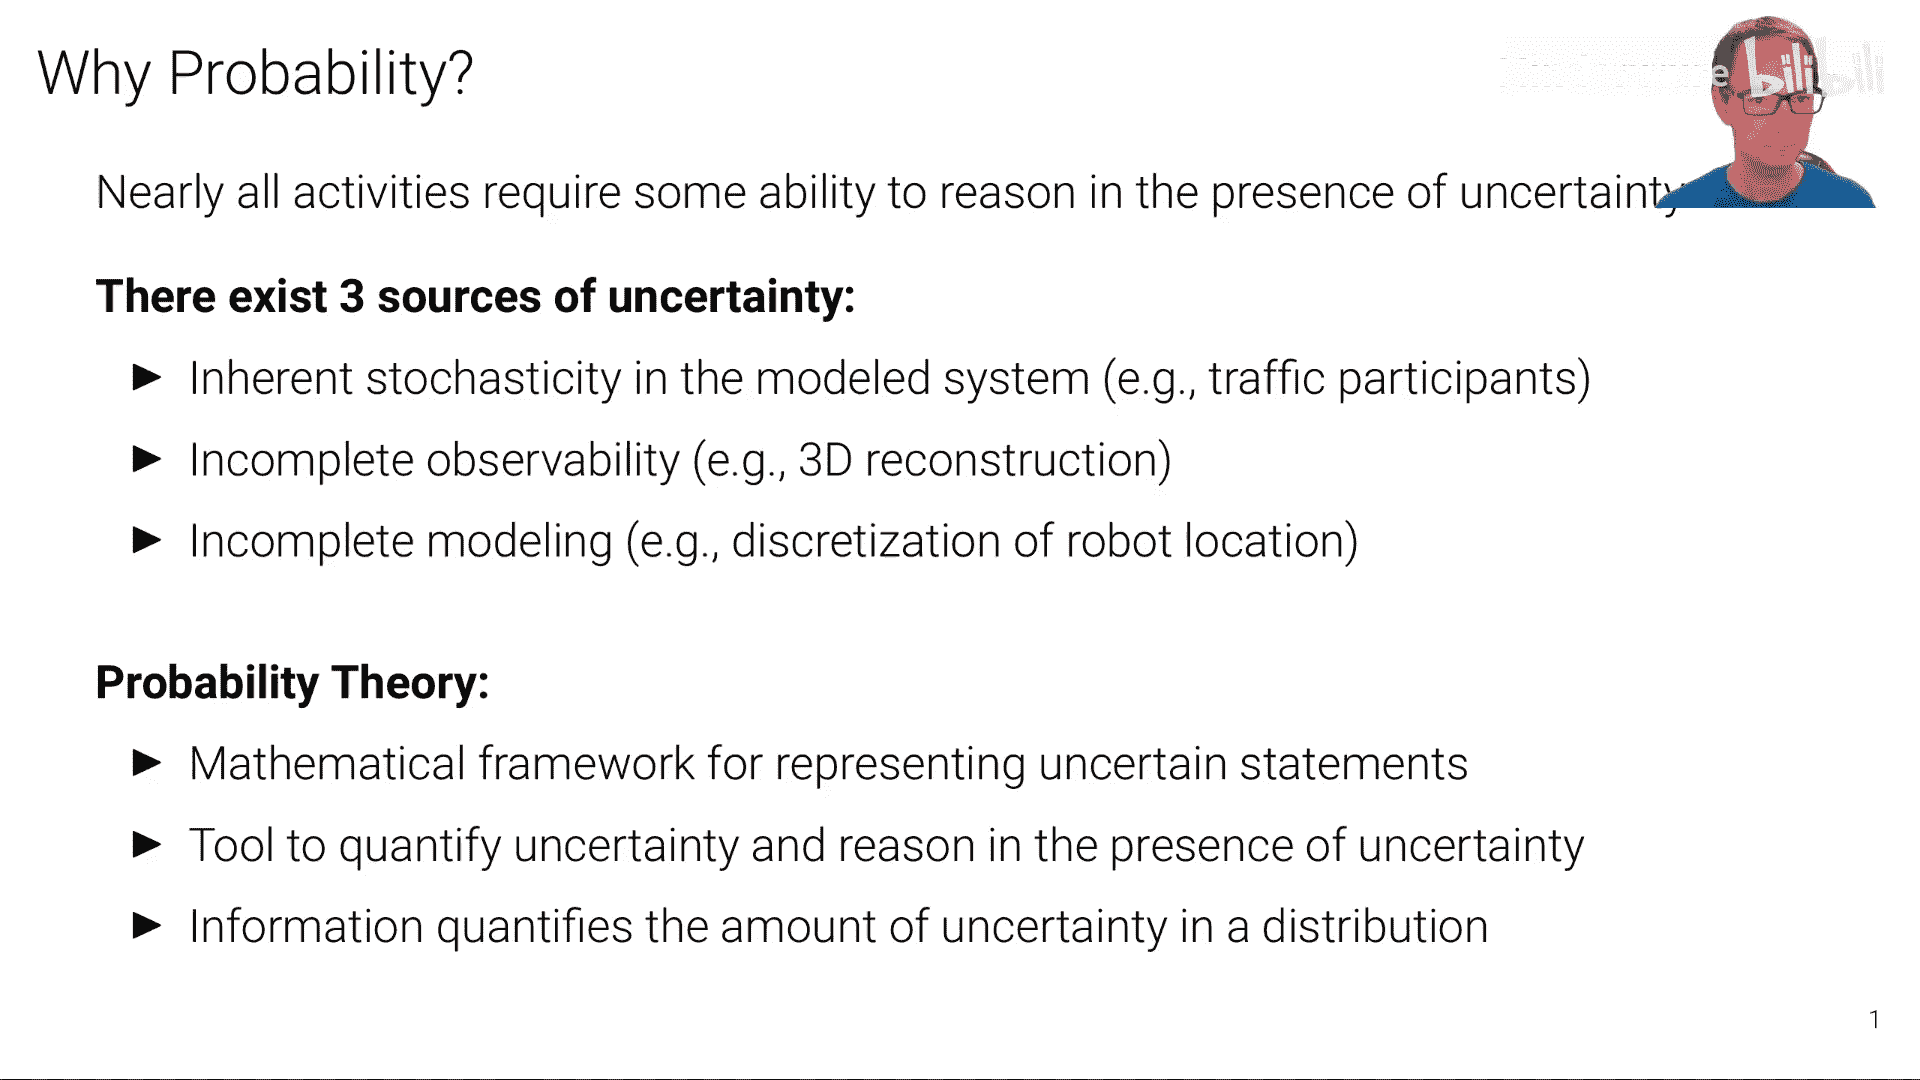 Why Probability?
Nearly all activities require some ability to reason in the presence of uncertainty
There exist 3 sources of uncertainty:
► Inherent stochasticity in the modeled system (e.g., traffic participants)
► Incomplete observability (e.g., 3D reconstruction)
► Incomplete modeling (e.g., discretization of robot location)
Probability Theory:
► Mathematical framework for representing uncertain statements
► Tool to quantify uncertainty and reason in the presence of uncertainty
► Information quantifies the amount of uncertainty in a distribution
1
bilibili